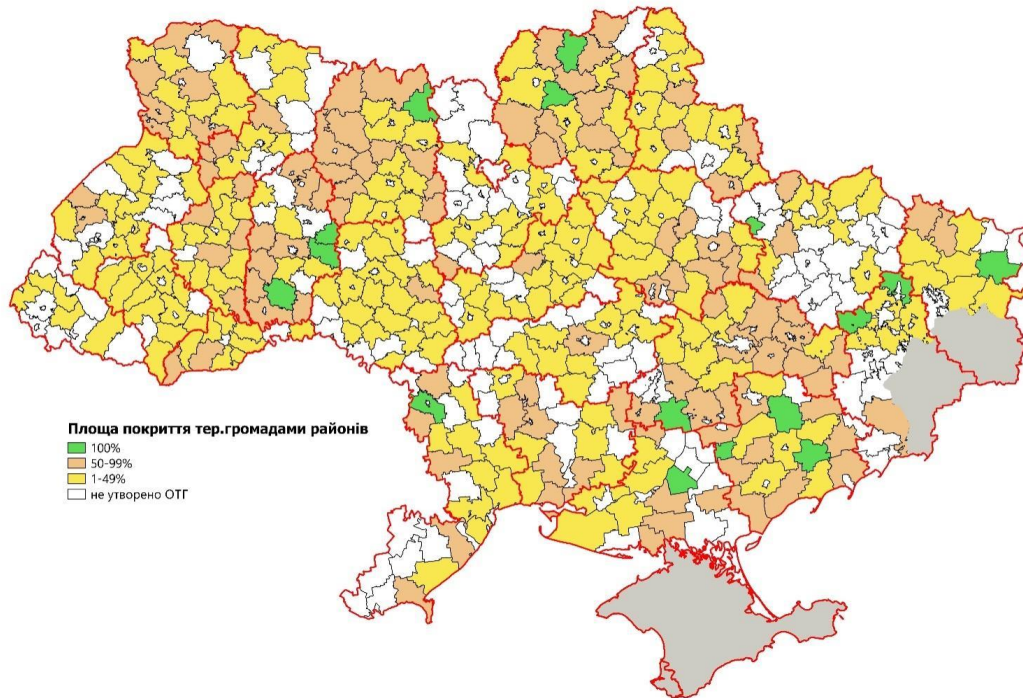 Площа покриття тер.громадами районів
100%
50-99%
1-49%
не утворено ОТГ